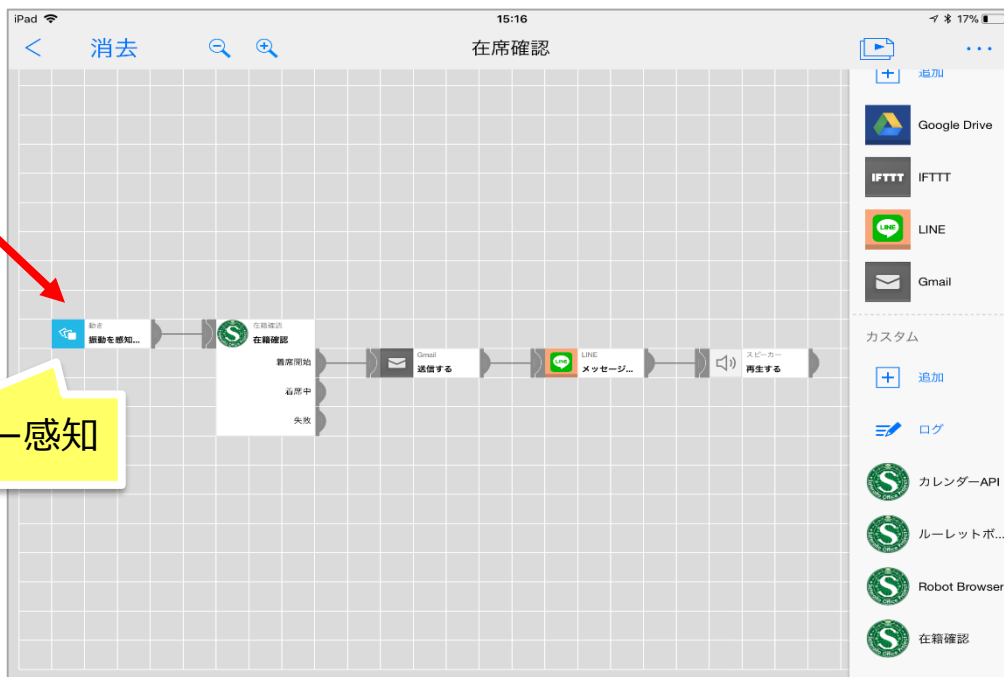 iPad
15:16
17%
消去
在席確認
追加
Google Drive
IFTTT
IFTTT
LINE
LINE
Gmail
カスタム
追加
ログ
S
カレンダーAPI
S
ルーレットボ...
S
Robot Browser
S
在籍確認
動き
振動を感知...
S
在籍確認
在籍確認
着席開始
着席中
失敗
Gmail
送信する
LINE
LINE
メッセージ...
スピーカー
再生する
ー感知